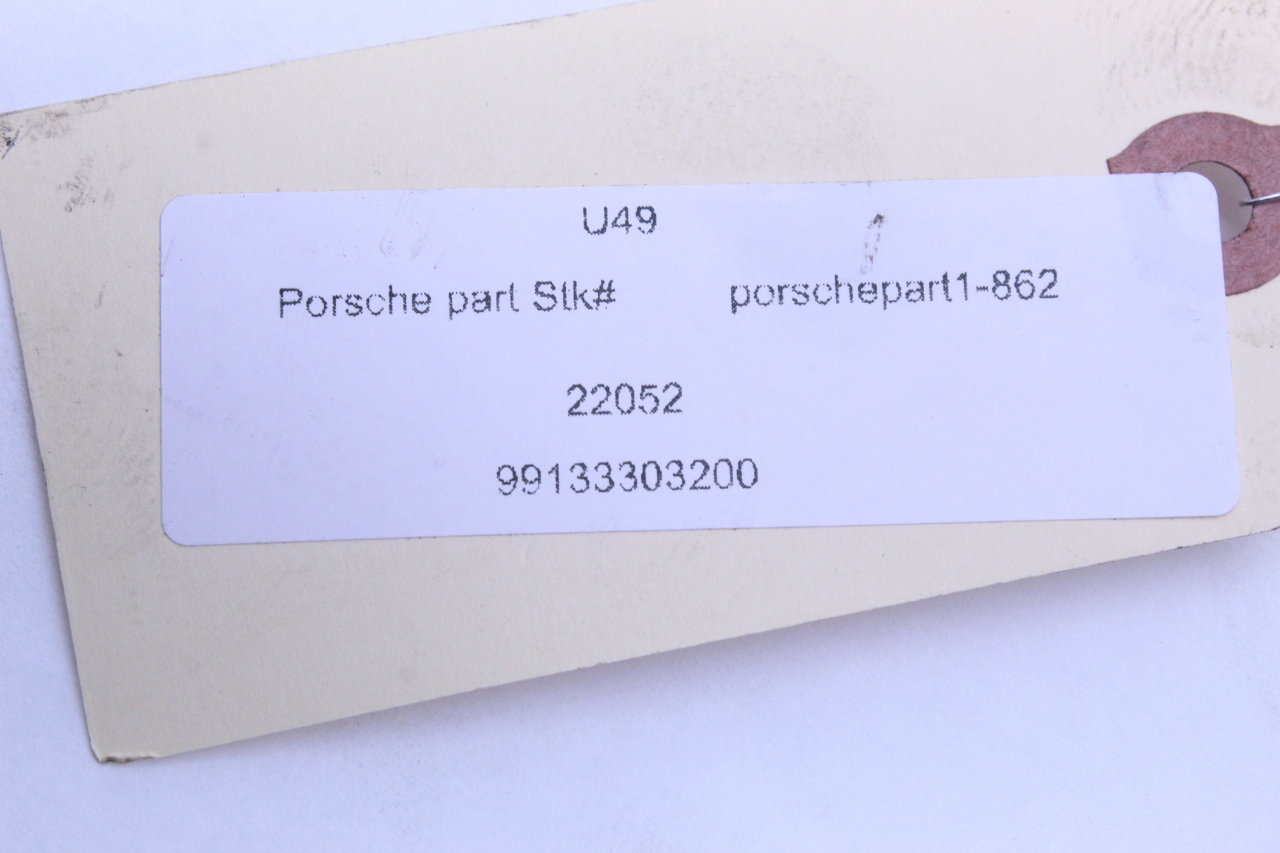 U49
Porsche part Stk# porschepart1-862
22052
99133303200